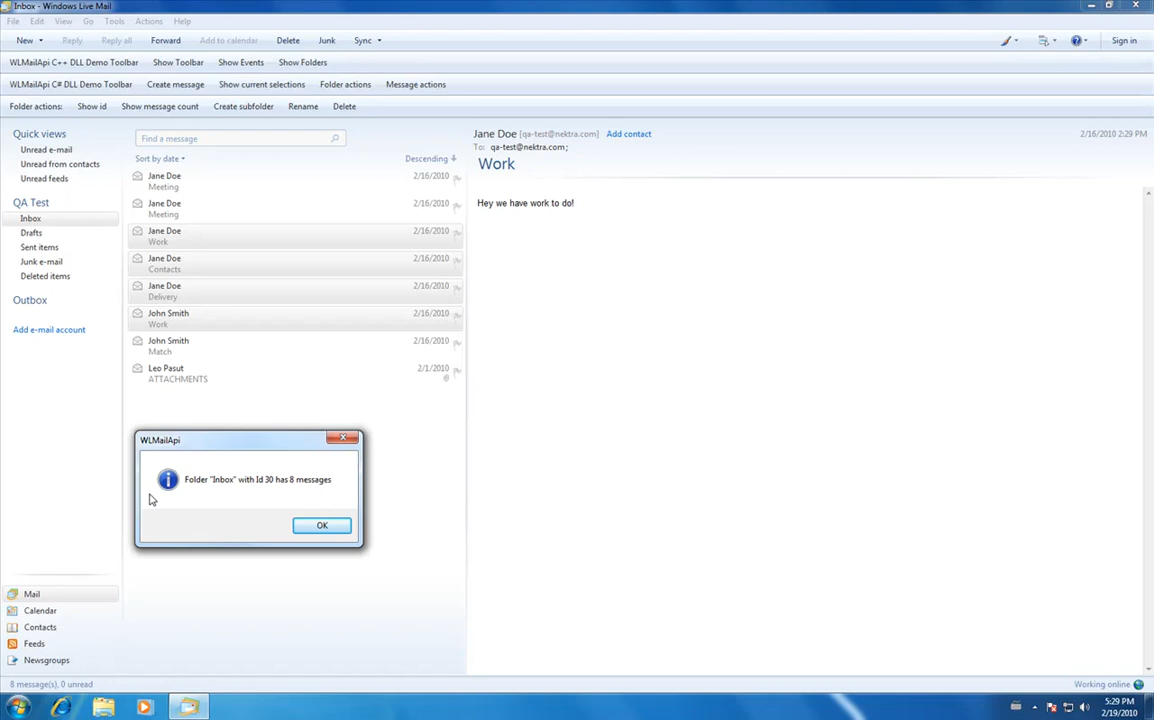 Inbox - Windows Live Mail
File Edit View Go Tools Actions Help
New Reply Reply all Forward Add to calendar Delete Junk Sync Sign in
WLMailApi C++ DLL Demo Toolbar Show Toolbar Show Events Show Folders
WLMailApi C# DLL Demo Toolbar Create message Show current selections Folder actions Message actions
Folder actions: Show id Show message count Create subfolder Rename Delete
Quick views
Unread e-mail
Unread from contacts
Unread feeds
QA Test
Inbox
Drafts
Sent items
Junk e-mail
Deleted items
Outbox
Add e-mail account
Find a message
Sort by date Descending
Jane Doe 2/16/2010
Meeting
Jane Doe 2/16/2010
Meeting
Jane Doe 2/16/2010
Work
Jane Doe 2/16/2010
Contacts
Jane Doe 2/16/2010
Delivery
John Smith 2/16/2010
Work
John Smith 2/16/2010
Match
Leo Pasut 2/1/2010
ATTACHMENTS
Jane Doe [qa-test@nektra.com] Add contact 2/16/2010 2:29 PM
To: qa-test@nektra.com;
Work
Hey we have work to do!
WLMailApi
Folder "Inbox" with Id 30 has 8 messages
OK
Mail
Calendar
Contacts
Feeds
Newsgroups
8 message(s), 0 unread Working online
5:29 PM
2/19/2010